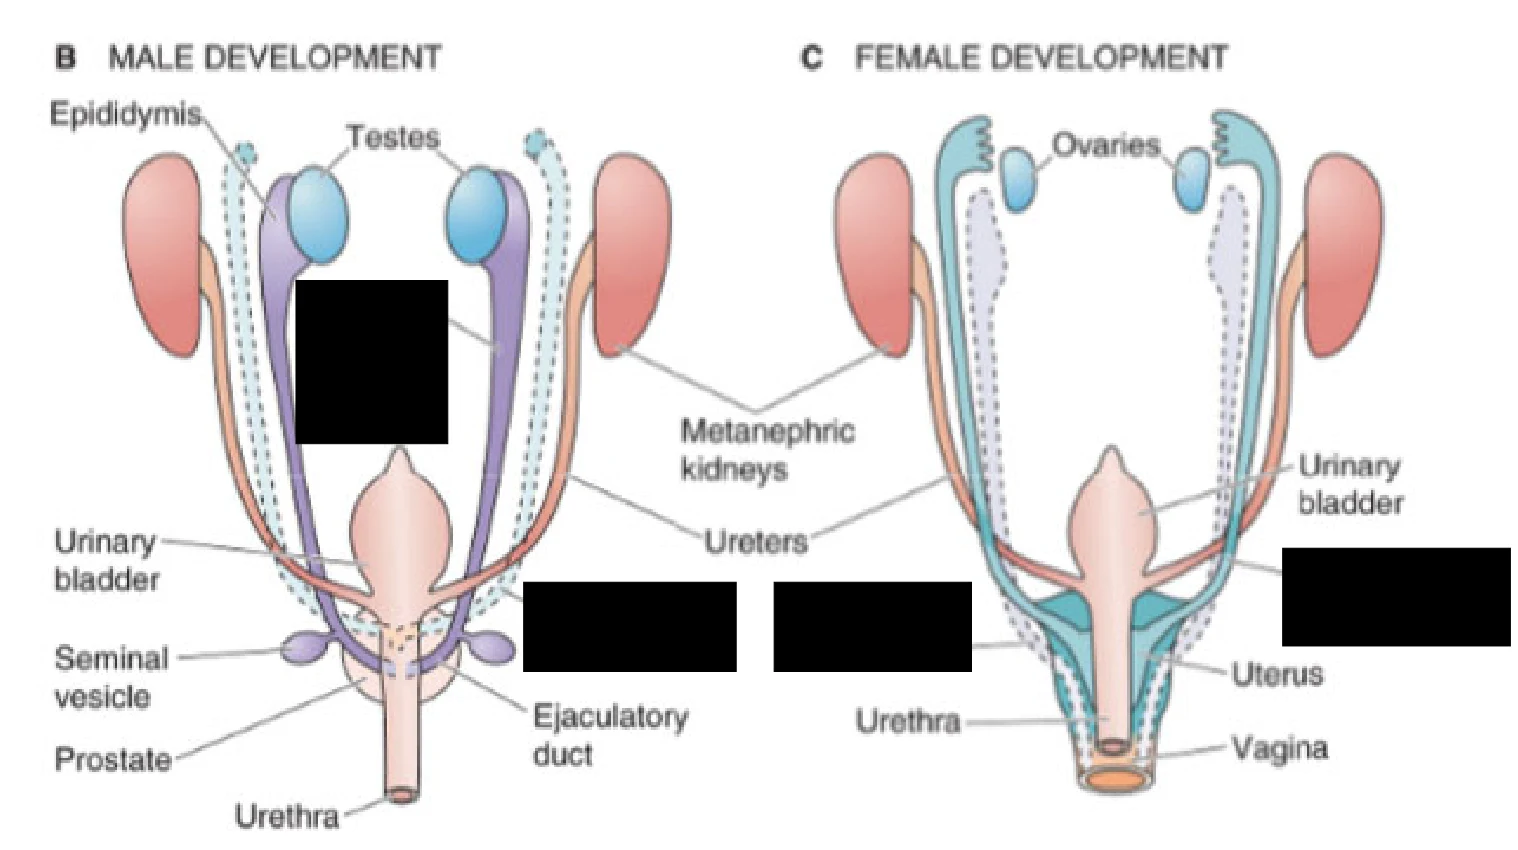 B MALE DEVELOPMENT
Epididymis
Testes
Urinary
bladder
Seminal
vesicle
Prostate
Urethra
Ejaculatory
duct
Metanephric
kidneys
Ureters
C FEMALE DEVELOPMENT
Ovaries
Urinary
bladder
Uterus
Urethra
Vagina